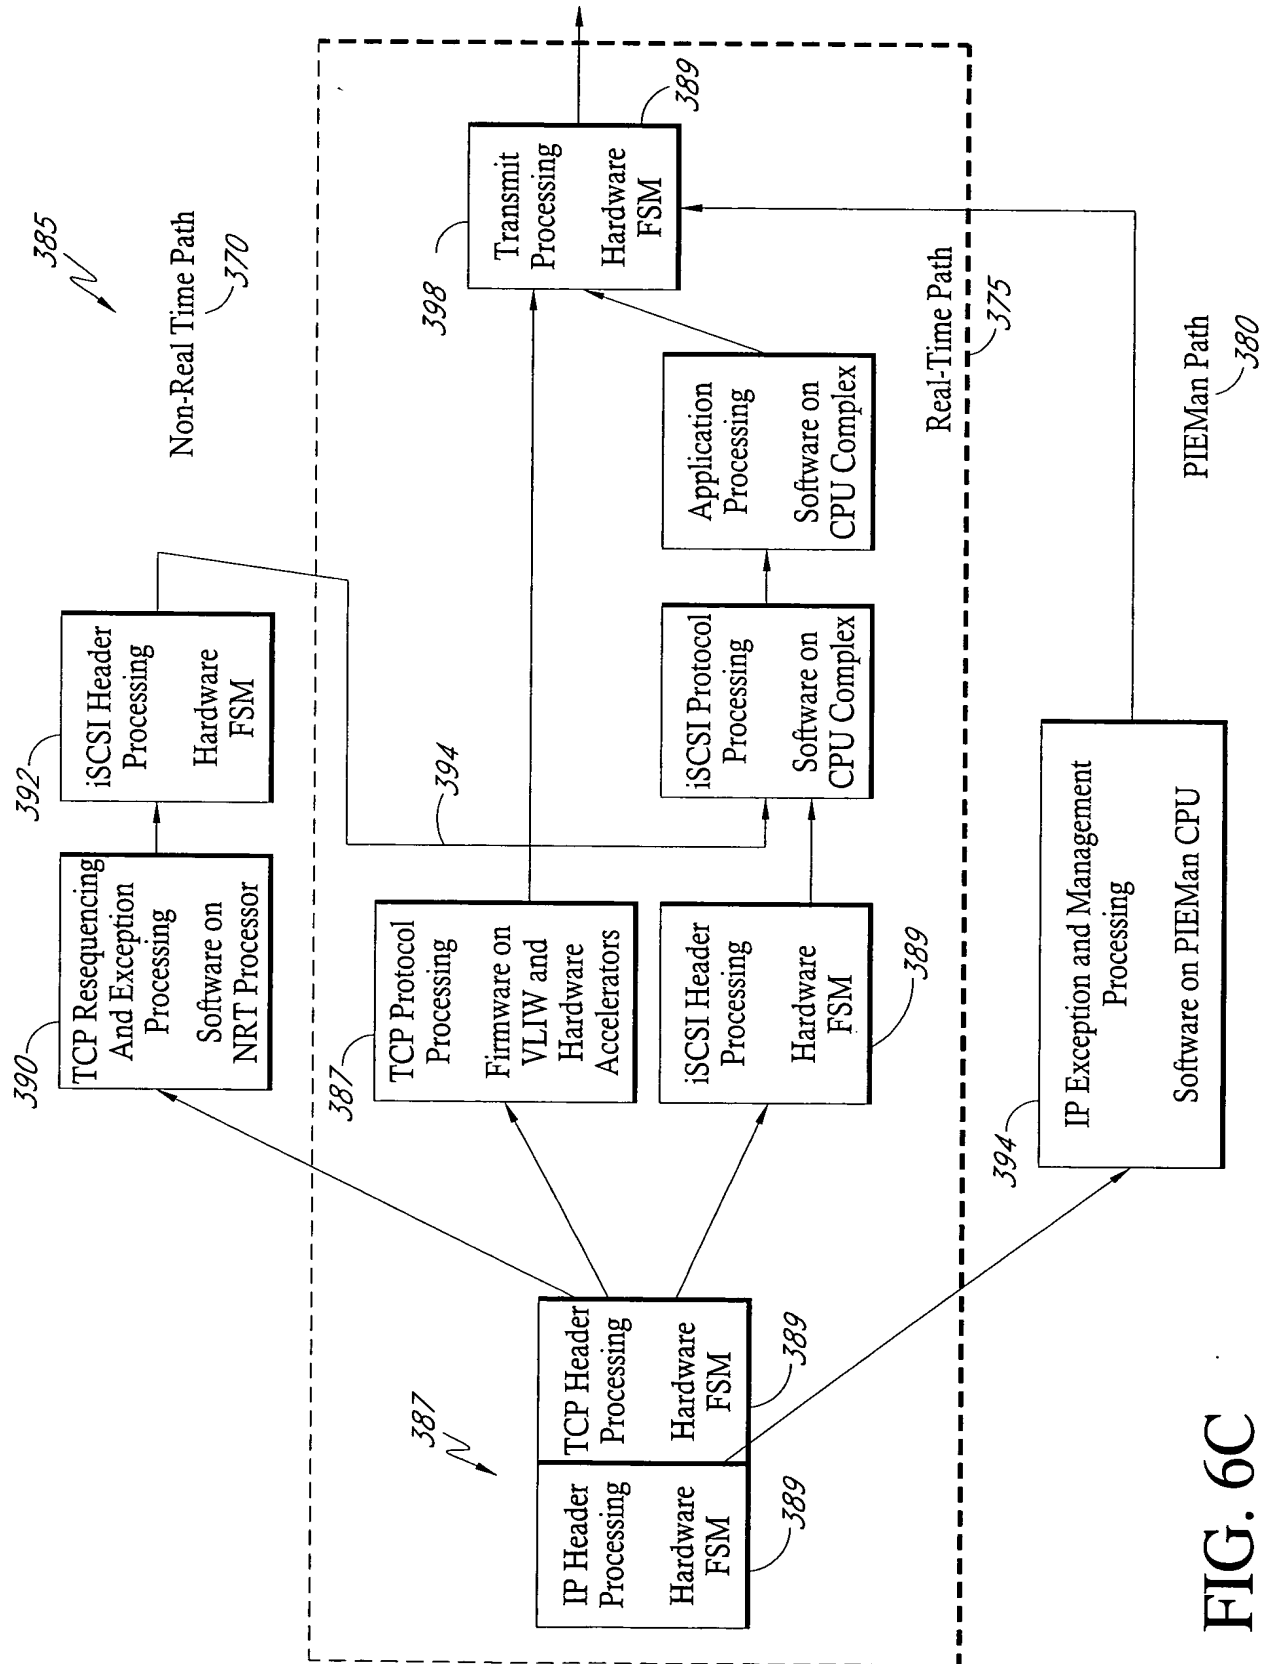 385
Non-Real Time Path
370
390
TCP Resequencing
And Exception
Processing
Software on
NRT Processor
392
iSCSI Header
Processing
Hardware
FSM
387
IP Header
Processing
Hardware
FSM
389
TCP Header
Processing
Hardware
FSM
389
387
TCP Protocol
Processing
Firmware on
VLIW and
Hardware
Accelerators
394
iSCSI Header
Processing
Hardware
FSM
389
iSCSI Protocol
Processing
Software on
CPU Complex
Application
Processing
Software on
CPU Complex
398
Transmit
Processing
Hardware
FSM
389
Real-Time Path
375
394
IP Exception and Management
Processing
Software on PIEMan CPU
PIEMan Path
380
FIG. 6C